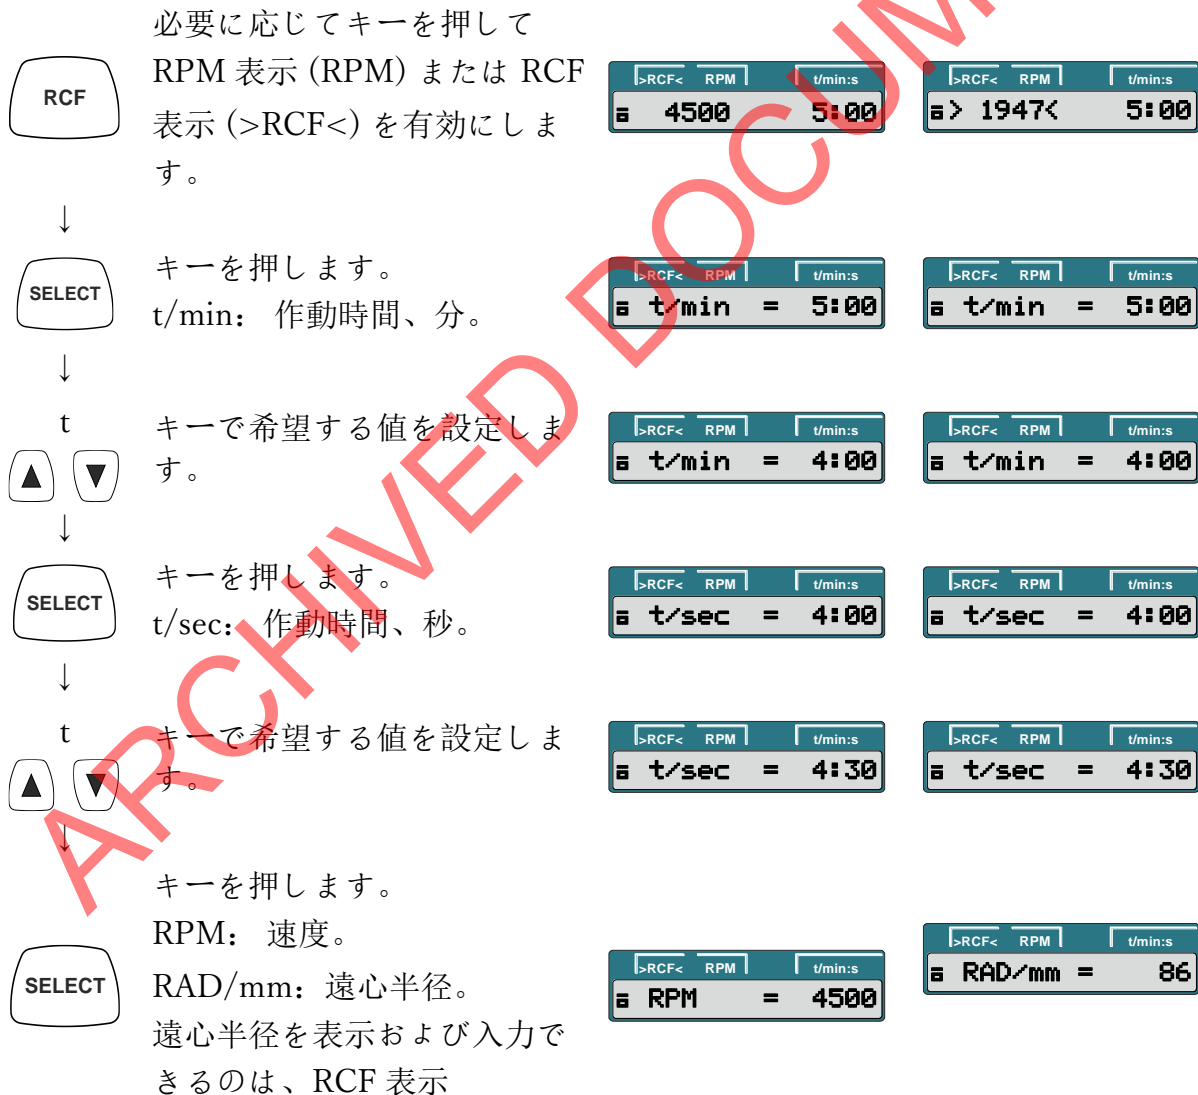 必要に応じてキーを押して
RPM 表示 (RPM) または RCF
表示 (>RCF<) を有効にしま
す。
RCF
>RCF< RPM t/min:s
4500 5:00
>RCF< RPM t/min:s
> 1947< 5:00
↓
SELECT
キーを押します。
t/min： 作動時間、分。
>RCF< RPM t/min:s
t/min = 5:00
>RCF< RPM t/min:s
t/min = 5:00
↓
t
▲ ▼
キーで希望する値を設定しま
す。
>RCF< RPM t/min:s
t/min = 4:00
>RCF< RPM t/min:s
t/min = 4:00
↓
SELECT
キーを押します。
t/sec： 作動時間、秒。
>RCF< RPM t/min:s
t/sec = 4:00
>RCF< RPM t/min:s
t/sec = 4:00
↓
t
▲ ▼
キーで希望する値を設定しま
す。
>RCF< RPM t/min:s
t/sec = 4:30
>RCF< RPM t/min:s
t/sec = 4:30
↓
SELECT
キーを押します。
RPM： 速度。
RAD/mm：遠心半径。
遠心半径を表示および入力で
きるのは、RCF 表示
>RCF< RPM t/min:s
RPM = 4500
>RCF< RPM t/min:s
RAD/mm = 86
ARCHIVED DOCUM